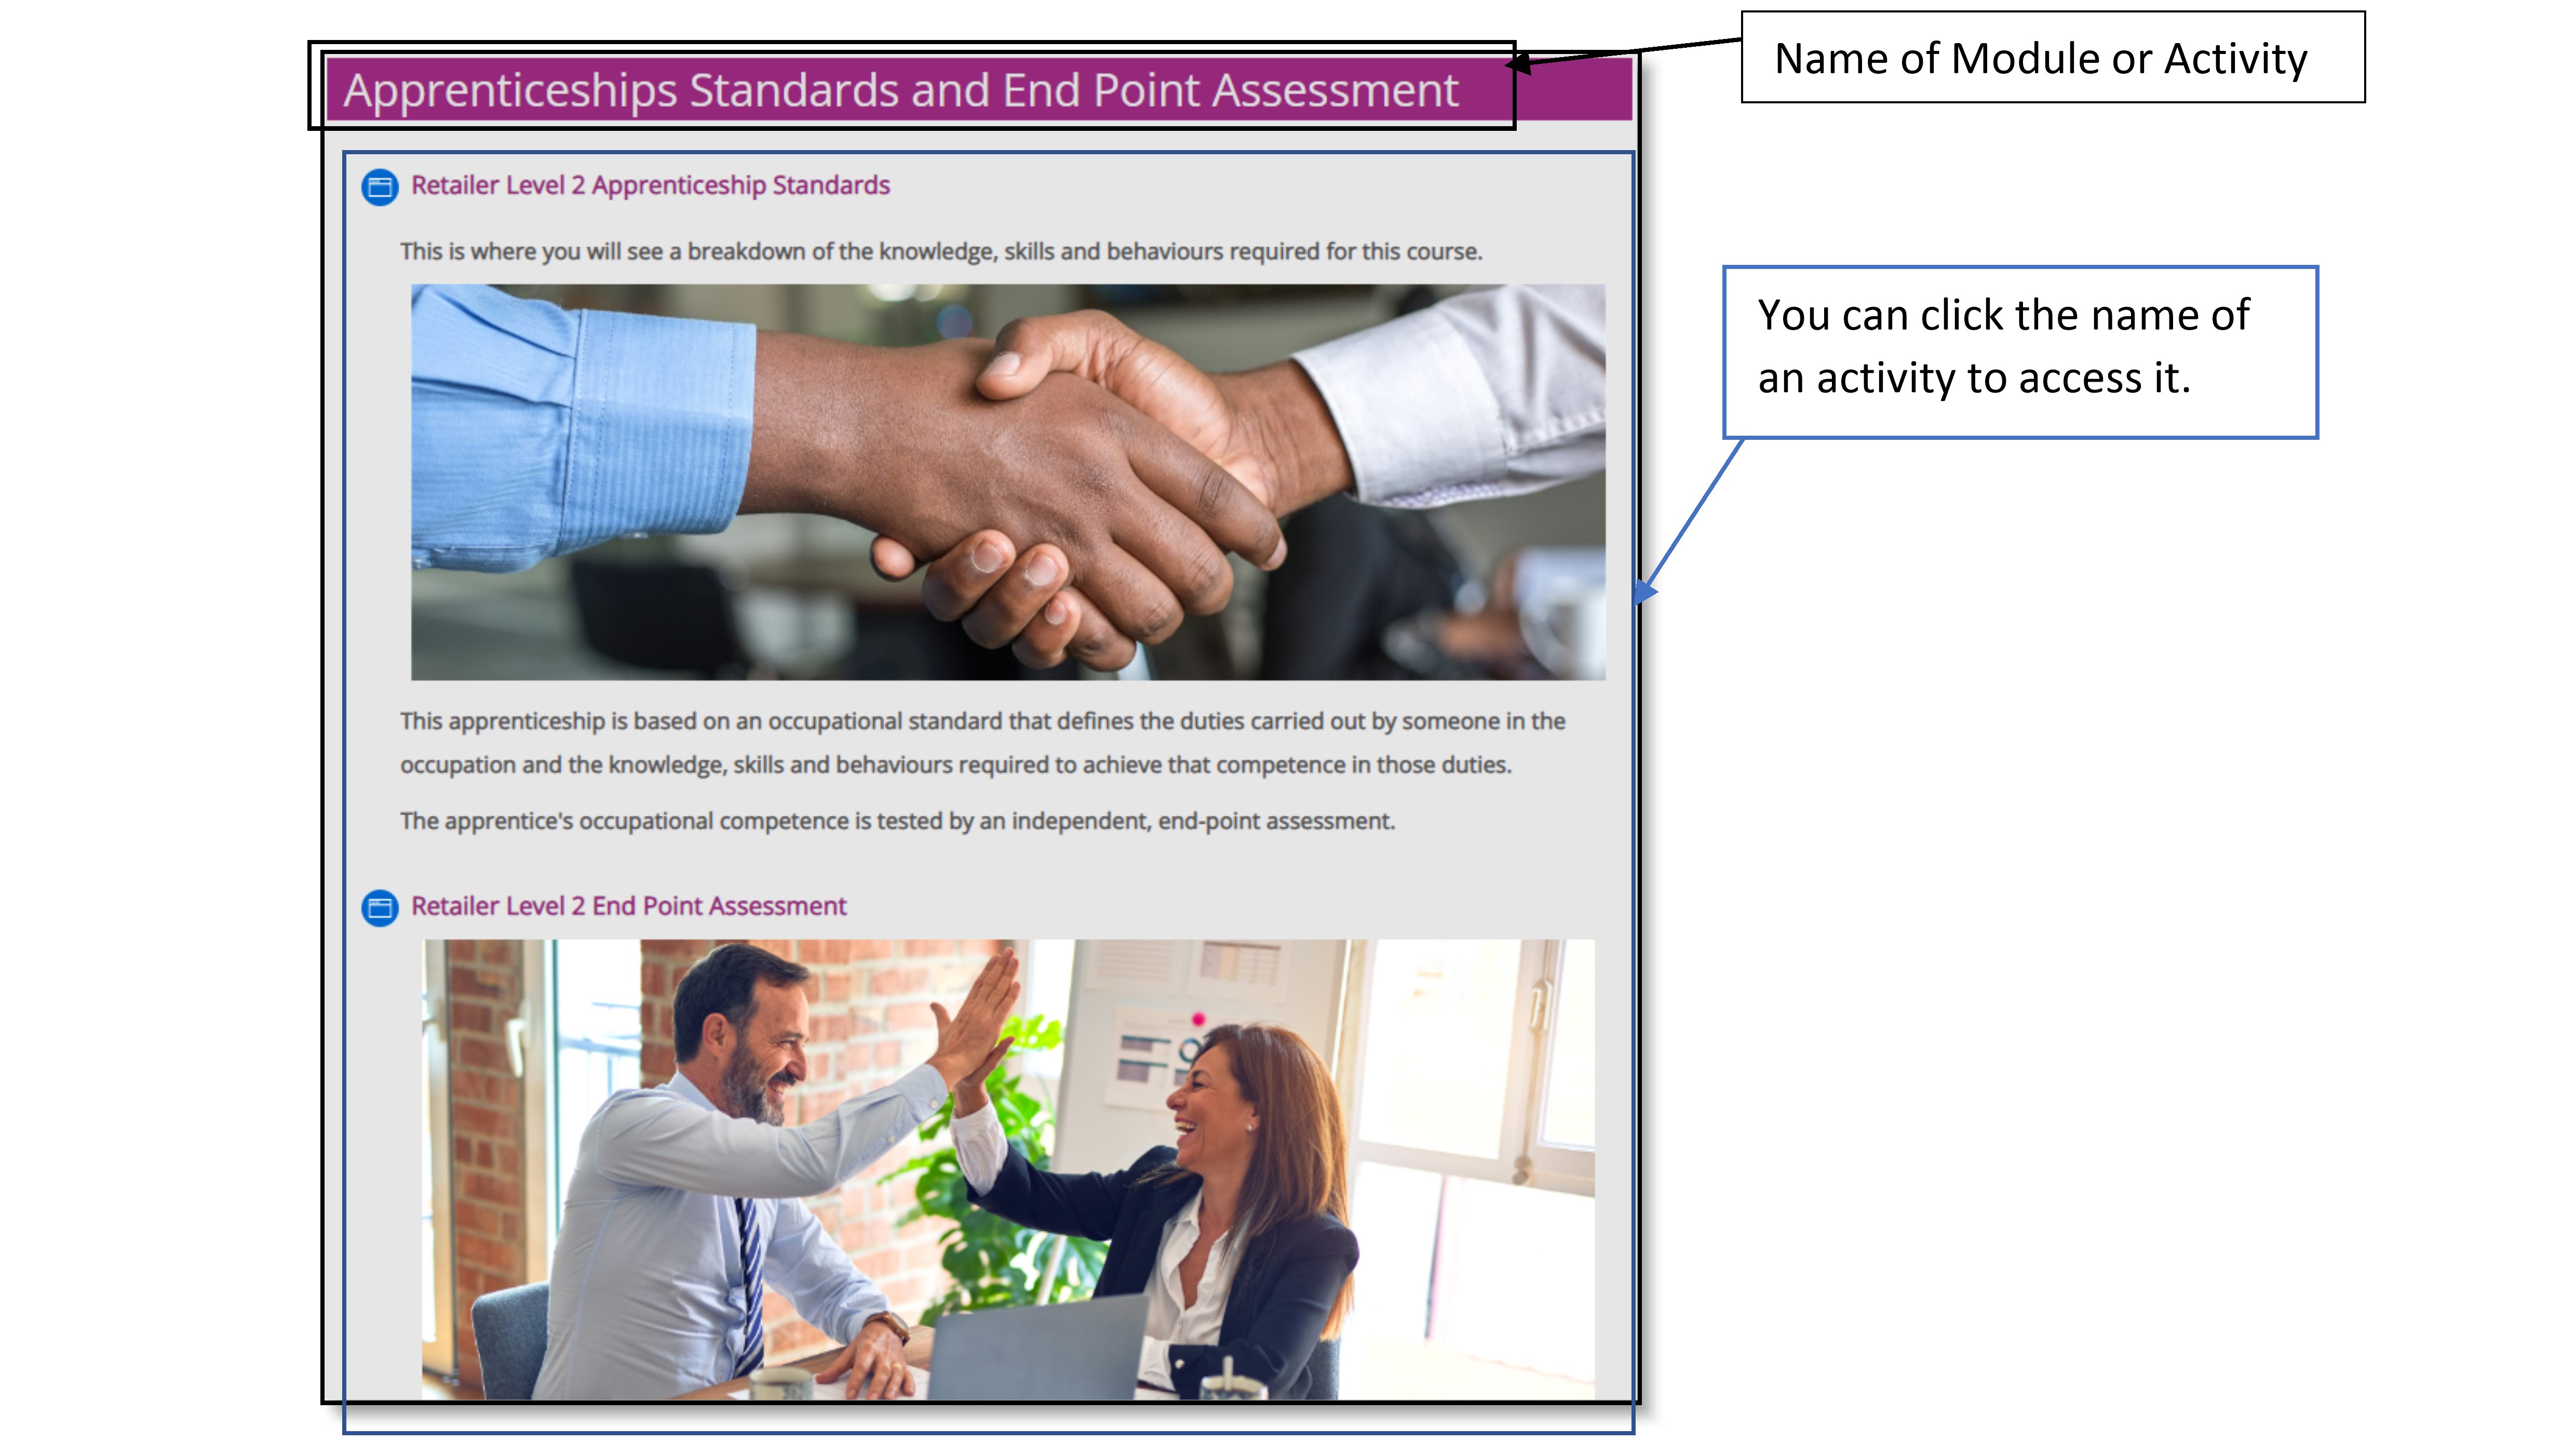 Apprenticeships Standards and End Point Assessment
Name of Module or Activity
Retailer Level 2 Apprenticeship Standards
This is where you will see a breakdown of the knowledge, skills and behaviours required for this course.
You can click the name of
an activity to access it.
This apprenticeship is based on an occupational standard that defines the duties carried out by someone in the
occupation and the knowledge, skills and behaviours required to achieve that competence in those duties.
The apprentice's occupational competence is tested by an independent, end-point assessment.
Retailer Level 2 End Point Assessment